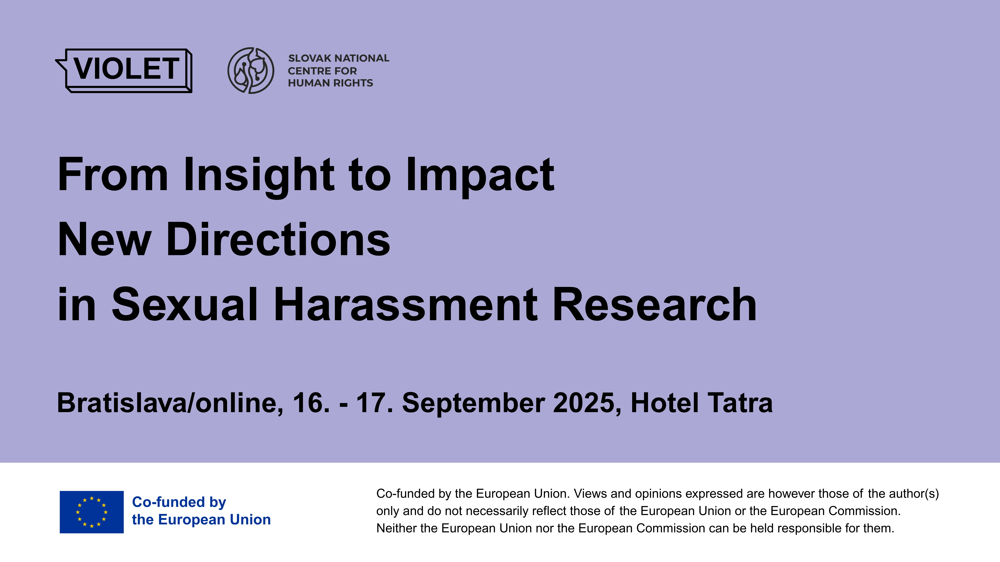 VIOLET
SLOVAK NATIONAL
CENTRE FOR
HUMAN RIGHTS
From Insight to Impact
New Directions
in Sexual Harassment Research
Bratislava/online, 16. - 17. September 2025, Hotel Tatra
Co-funded by
the European Union
Co-funded by the European Union. Views and opinions expressed are however those of the author(s)
only and do not necessarily reflect those of the European Union or the European Commission.
Neither the European Union nor the European Commission can be held responsible for them.